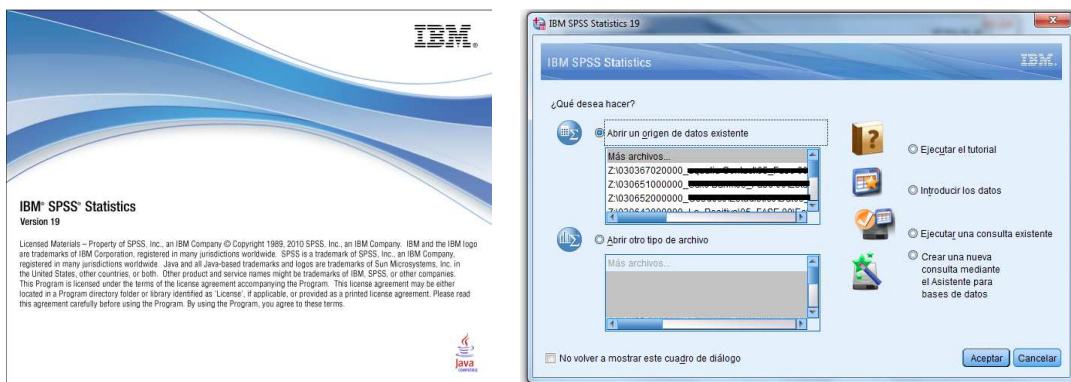 IBM.
IBM® SPSS® Statistics
Version 19
Licensed Materials – Property of SPSS, Inc., an IBM Company © Copyright 1989, 2010 SPSS, Inc., an IBM Company. IBM and the IBM logo
are trademarks of IBM Corporation, registered in many jurisdictions worldwide. SPSS is a trademark of SPSS, Inc., an IBM Company,
registered in many jurisdictions worldwide. Java and all Java-based trademarks and logos are trademarks of Sun Microsystems, Inc. in
the United States, other countries, or both. Other product and service names might be trademarks of IBM, SPSS, or other companies.
This Program is licensed under the terms of the license agreement accompanying the Program. This license agreement may be either
located in a Program directory folder or library identified as 'License', if applicable, or provided as a printed license agreement. Please read
this agreement carefully before using the Program. By using the Program, you agree to these terms.
Java
IBM SPSS Statistics 19
IBM SPSS Statistics
IBM.
¿Qué desea hacer?
Abrir un origen de datos existente
Más archivos...
Z:\030367020000_
Z:\030651000000_
Z:\030652000000_
Abrir otro tipo de archivo
Más archivos...
Ejecutar el tutorial
Introducir los datos
Ejecutar una consulta existente
Crear una nueva
consulta mediante
el Asistente para
bases de datos
No volver a mostrar este cuadro de diálogo
Aceptar
Cancelar